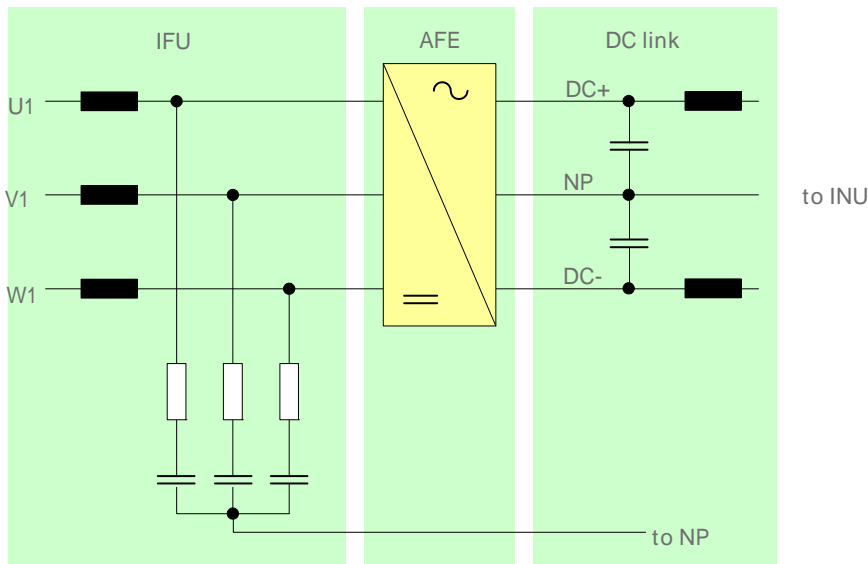 IFU
AFE
DC link
U1
DC+
V1
NP
to INU
W1
DC-
to NP